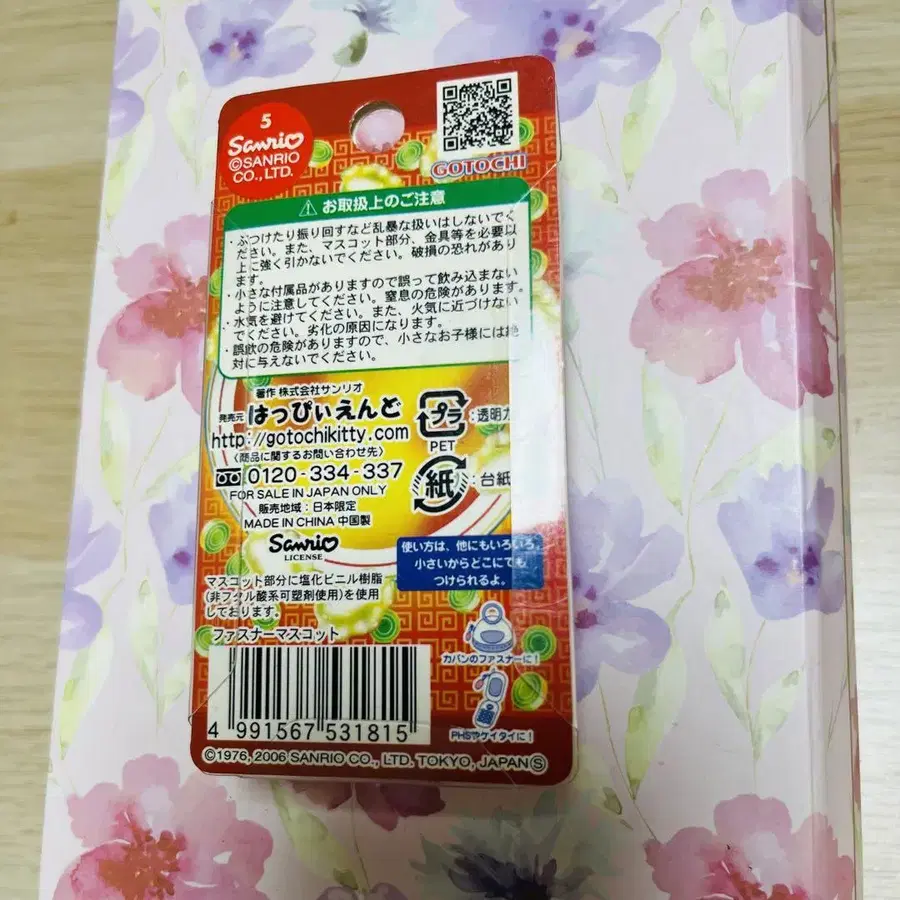 5
Sanrio
©SANRIO
CO., LTD.
GOTOCHI
お取扱上のご注意
・ぶつけたり振り回すなど乱暴な扱いはしないでく
ださい。また、マスコット部分、金具等を必要以
上に強く引かないでください。破損の恐れがあり
ます。
・小さな付属品がありますので誤って飲み込まない
ように注意してください。窒息の危険があります。
・水気を避けてください。また、火気に近づけない
でください。劣化の原因になります。
・誤飲の危険がありますので、小さなお子様には絶
対に与えないでください。
著作 株式会社サンリオ
発売元 はっぴぃえんど
http://gotochikitty.com
〈商品に関するお問い合わせ先〉
0120-334-337
FOR SALE IN JAPAN ONLY
販売地域:日本限定
MADE IN CHINA 中国製
Sanrio
LICENSE
プラ :透明カ
PET
紙 :台紙
マスコット部分に塩化ビニル樹脂
(非フタル酸系可塑剤使用)を使用
しております。
ファスナーマスコット
使い方は、他にもいろいろ。
小さいからどこにでも
つけられるよ。
カバンのファスナーに!
PHSやケイタイに!
4 991567 531815
©1976, 2006 SANRIO CO., LTD. TOKYO, JAPAN Ⓢ